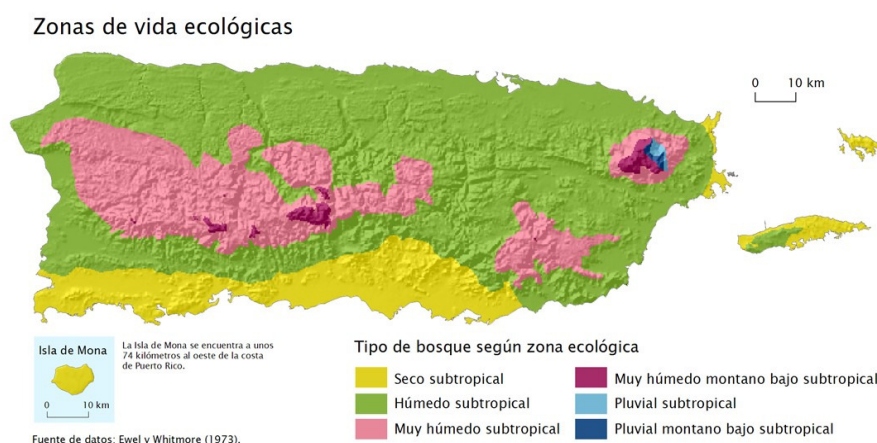 Zonas de vida ecológicas
0 10 km
Isla de Mona
0 10 km
La Isla de Mona se encuentra a unos
74 kilómetros al oeste de la costa
de Puerto Rico.
Tipo de bosque según zona ecológica
Seco subtropical
Húmedo subtropical
Muy húmedo subtropical
Muy húmedo montano bajo subtropical
Pluvial subtropical
Pluvial montano bajo subtropical
Fuente de datos: Ewel y Whitmore (1973).